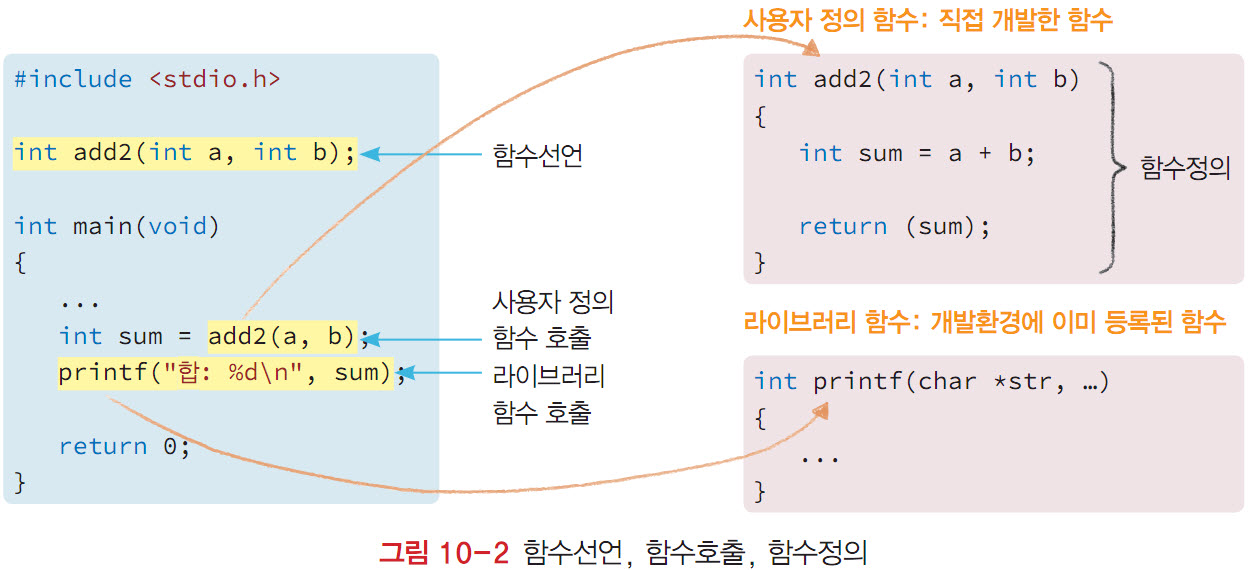 #include <stdio.h>
int add2(int a, int b);
함수선언
int main(void)
{
...
int sum = add2(a, b);
사용자 정의
함수 호출
printf("합: %d\n", sum);
라이브러리
함수 호출
return 0;
}
사용자 정의 함수: 직접 개발한 함수
int add2(int a, int b)
{
int sum = a + b;
return (sum);
}
함수정의
라이브러리 함수: 개발환경에 이미 등록된 함수
int printf(char *str, …)
{
...
}
그림 10-2 함수선언, 함수호출, 함수정의